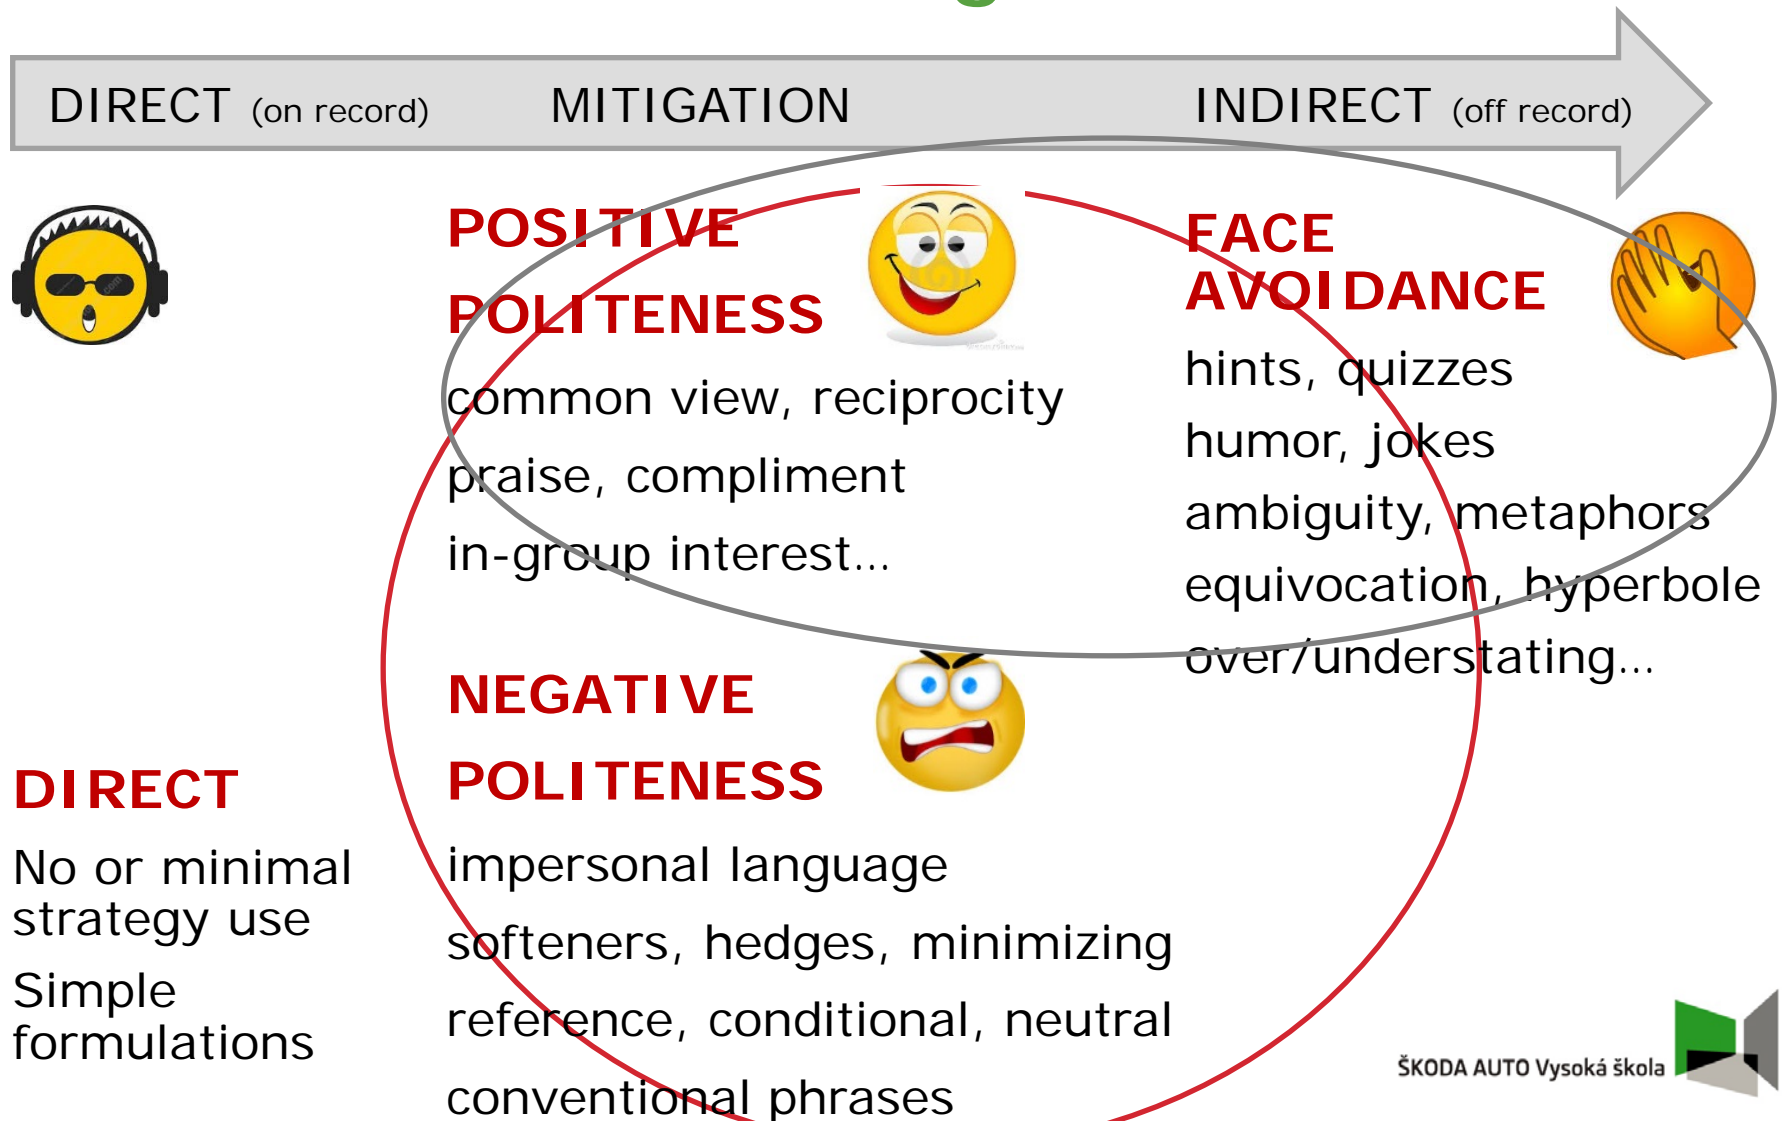 DIRECT (on record) MITIGATION INDIRECT (off record)
POSITIVE
POLITENESS
common view, reciprocity
praise, compliment
in-group interest...
FACE
AVOIDANCE
hints, quizzes
humor, jokes
ambiguity, metaphors
equivocation, hyperbole
over/understating...
NEGATIVE
POLITENESS
impersonal language
softeners, hedges, minimizing
reference, conditional, neutral
conventional phrases
DIRECT
No or minimal
strategy use
Simple
formulations
ŠKODA AUTO Vysoká škola